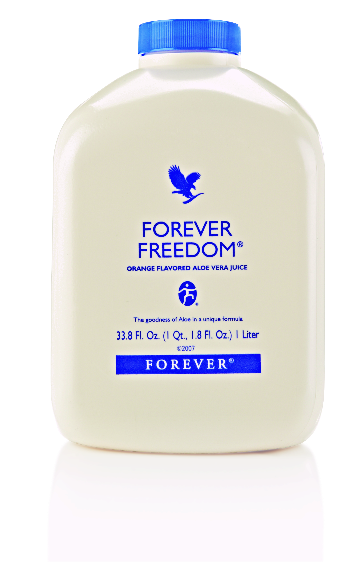 FOREVER
FREEDOM®
ORANGE FLAVORED ALOE VERA JUICE
®
The goodness of Aloe in a unique formula
33.8 Fl. Oz. (1 Qt., 1.8 Fl. Oz.) 1 Liter
©2007
FOREVER®